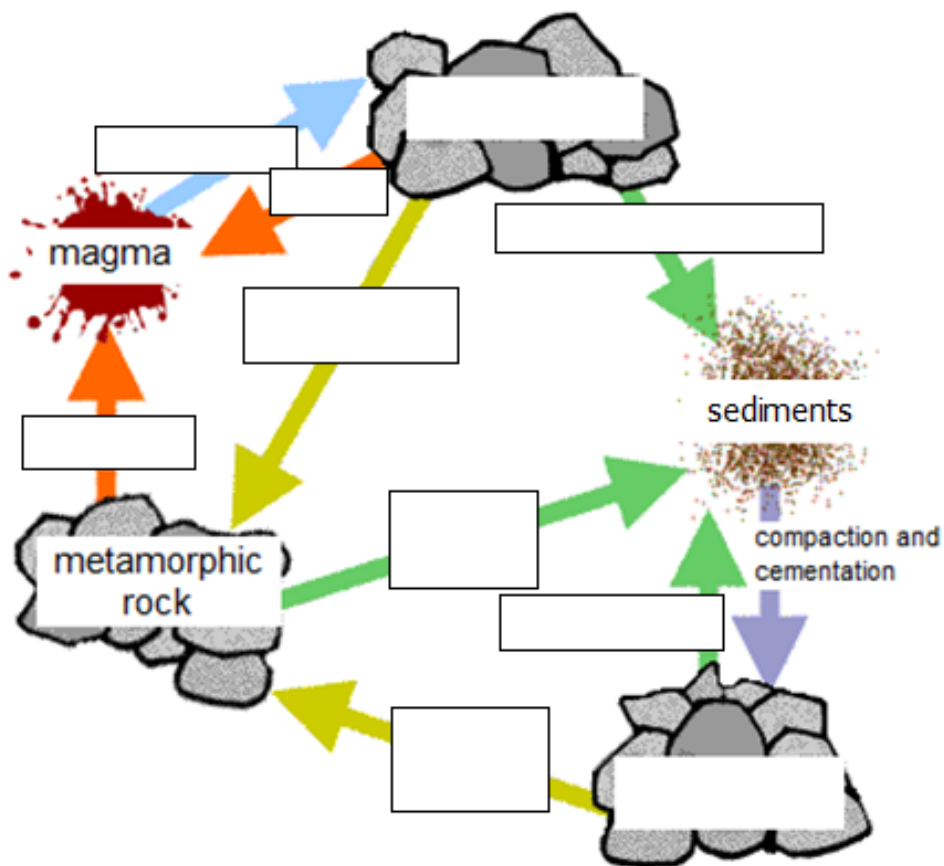 magma
sediments
compaction and
cementation
metamorphic
rock